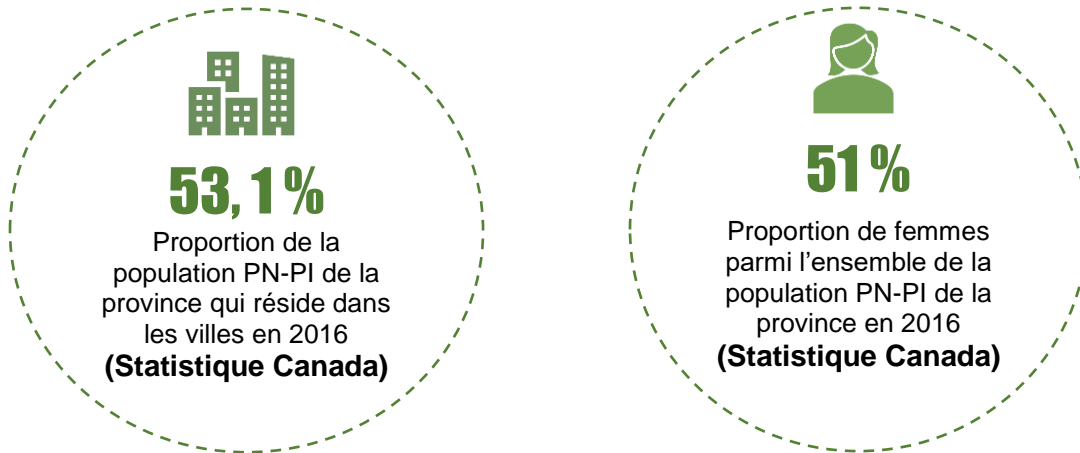 53, 1 %
Proportion de la
population PN-PI de la
province qui réside dans
les villes en 2016
(Statistique Canada)
51 %
Proportion de femmes
parmi l’ensemble de la
population PN-PI de la
province en 2016
(Statistique Canada)